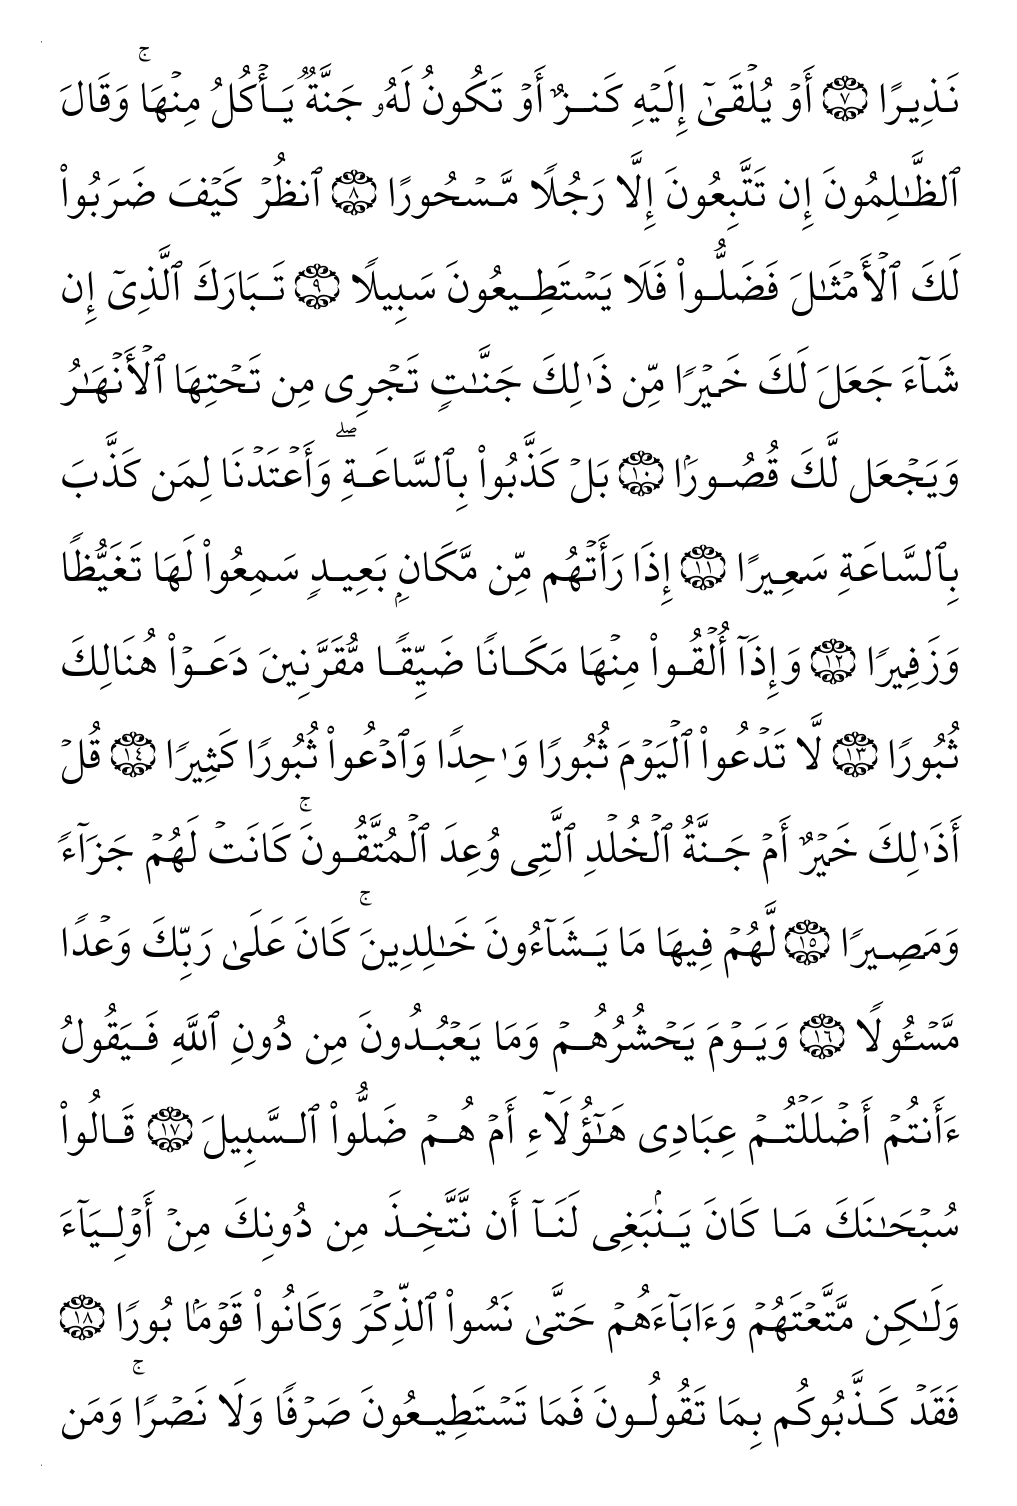 نَذِيرًا ۝٧ أَوۡ يُلۡقَىٰٓ إِلَيۡهِ كَنزٌ أَوۡ تَكُونُ لَهُۥ جَنَّةٌ يَأۡكُلُ مِنۡهَاۚ وَقَالَ
ٱلظَّٰلِمُونَ إِن تَتَّبِعُونَ إِلَّا رَجُلًا مَّسۡحُورًا ۝٨ ٱنظُرۡ كَيۡفَ ضَرَبُواْ
لَكَ ٱلۡأَمۡثَٰلَ فَضَلُّواْ فَلَا يَسۡتَطِيعُونَ سَبِيلًا ۝٩ تَبَارَكَ ٱلَّذِىٓ إِن
شَآءَ جَعَلَ لَكَ خَيۡرًا مِّن ذَٰلِكَ جَنَّٰتٍ تَجۡرِى مِن تَحۡتِهَا ٱلۡأَنۡهَٰرُ
وَيَجۡعَل لَّكَ قُصُورَۢا ۝١٠ بَلۡ كَذَّبُواْ بِٱلسَّاعَةِۖ وَأَعۡتَدۡنَا لِمَن كَذَّبَ
بِٱلسَّاعَةِ سَعِيرًا ۝١١ إِذَا رَأَتۡهُم مِّن مَّكَانِۭ بَعِيدٍ سَمِعُواْ لَهَا تَغَيُّظًا
وَزَفِيرًا ۝١٢ وَإِذَآ أُلۡقُواْ مِنۡهَا مَكَانًا ضَيِّقًا مُّقَرَّنِينَ دَعَوۡاْ هُنَالِكَ
ثُبُورًا ۝١٣ لَّا تَدۡعُواْ ٱلۡيَوۡمَ ثُبُورًا وَٰحِدًا وَٱدۡعُواْ ثُبُورًا كَثِيرًا ۝١٤ قُلۡ
أَذَٰلِكَ خَيۡرٌ أَمۡ جَنَّةُ ٱلۡخُلۡدِ ٱلَّتِى وُعِدَ ٱلۡمُتَّقُونَۚ كَانَتۡ لَهُمۡ جَزَآءً
وَمَصِيرًا ۝١٥ لَّهُمۡ فِيهَا مَا يَشَآءُونَ خَٰلِدِينَۚ كَانَ عَلَىٰ رَبِّكَ وَعۡدًا
مَّسۡـُٔولًا ۝١٦ وَيَوۡمَ يَحۡشُرُهُمۡ وَمَا يَعۡبُدُونَ مِن دُونِ ٱللَّهِ فَيَقُولُ
ءَأَنتُمۡ أَضۡلَلۡتُمۡ عِبَادِى هَٰٓؤُلَآءِ أَمۡ هُمۡ ضَلُّواْ ٱلسَّبِيلَ ۝١٧ قَالُواْ
سُبۡحَٰنَكَ مَا كَانَ يَنۢبَغِى لَنَآ أَن نَّتَّخِذَ مِن دُونِكَ مِنۡ أَوۡلِيَآءَ
وَلَٰكِن مَّتَّعۡتَهُمۡ وَءَابَآءَهُمۡ حَتَّىٰ نَسُواْ ٱلذِّكۡرَ وَكَانُواْ قَوۡمَۢا بُورًا ۝١٨
فَقَدۡ كَذَّبُوكُم بِمَا تَقُولُونَ فَمَا تَسۡتَطِيعُونَ صَرۡفًا وَلَا نَصۡرًاۚ وَمَن